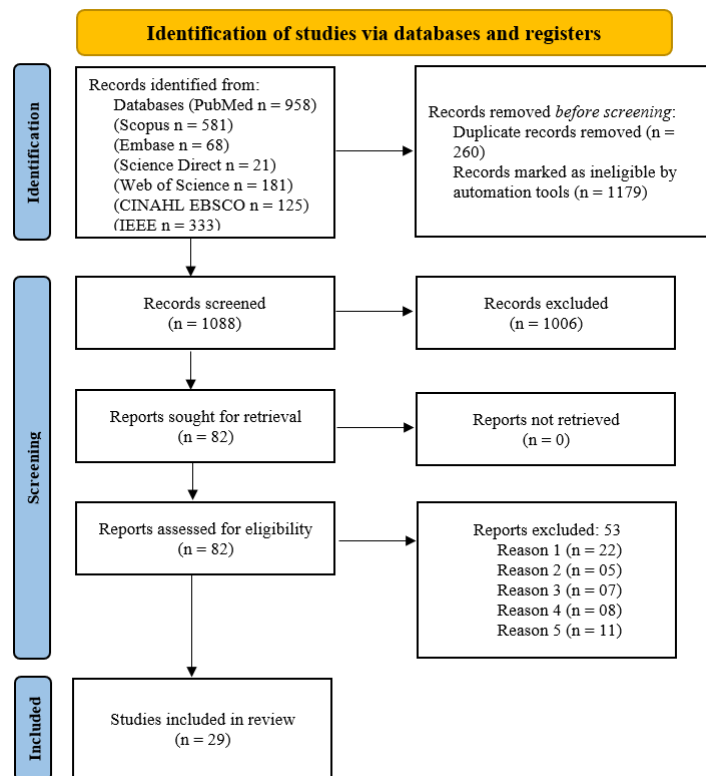 Identification of studies via databases and registers
Identification
Records identified from:
Databases (PubMed n = 958)
(Scopus n = 581)
(Embase n = 68)
(Science Direct n = 21)
(Web of Science n = 181)
(CINAHL EBSCO n = 125)
(IEEE n = 333)
Records removed before screening:
Duplicate records removed (n =
260)
Records marked as ineligible by
automation tools (n = 1179)
Screening
Records screened
(n = 1088)
Records excluded
(n = 1006)
Reports sought for retrieval
(n = 82)
Reports not retrieved
(n = 0)
Reports assessed for eligibility
(n = 82)
Reports excluded: 53
Reason 1 (n = 22)
Reason 2 (n = 05)
Reason 3 (n = 07)
Reason 4 (n = 08)
Reason 5 (n = 11)
Included
Studies included in review
(n = 29)